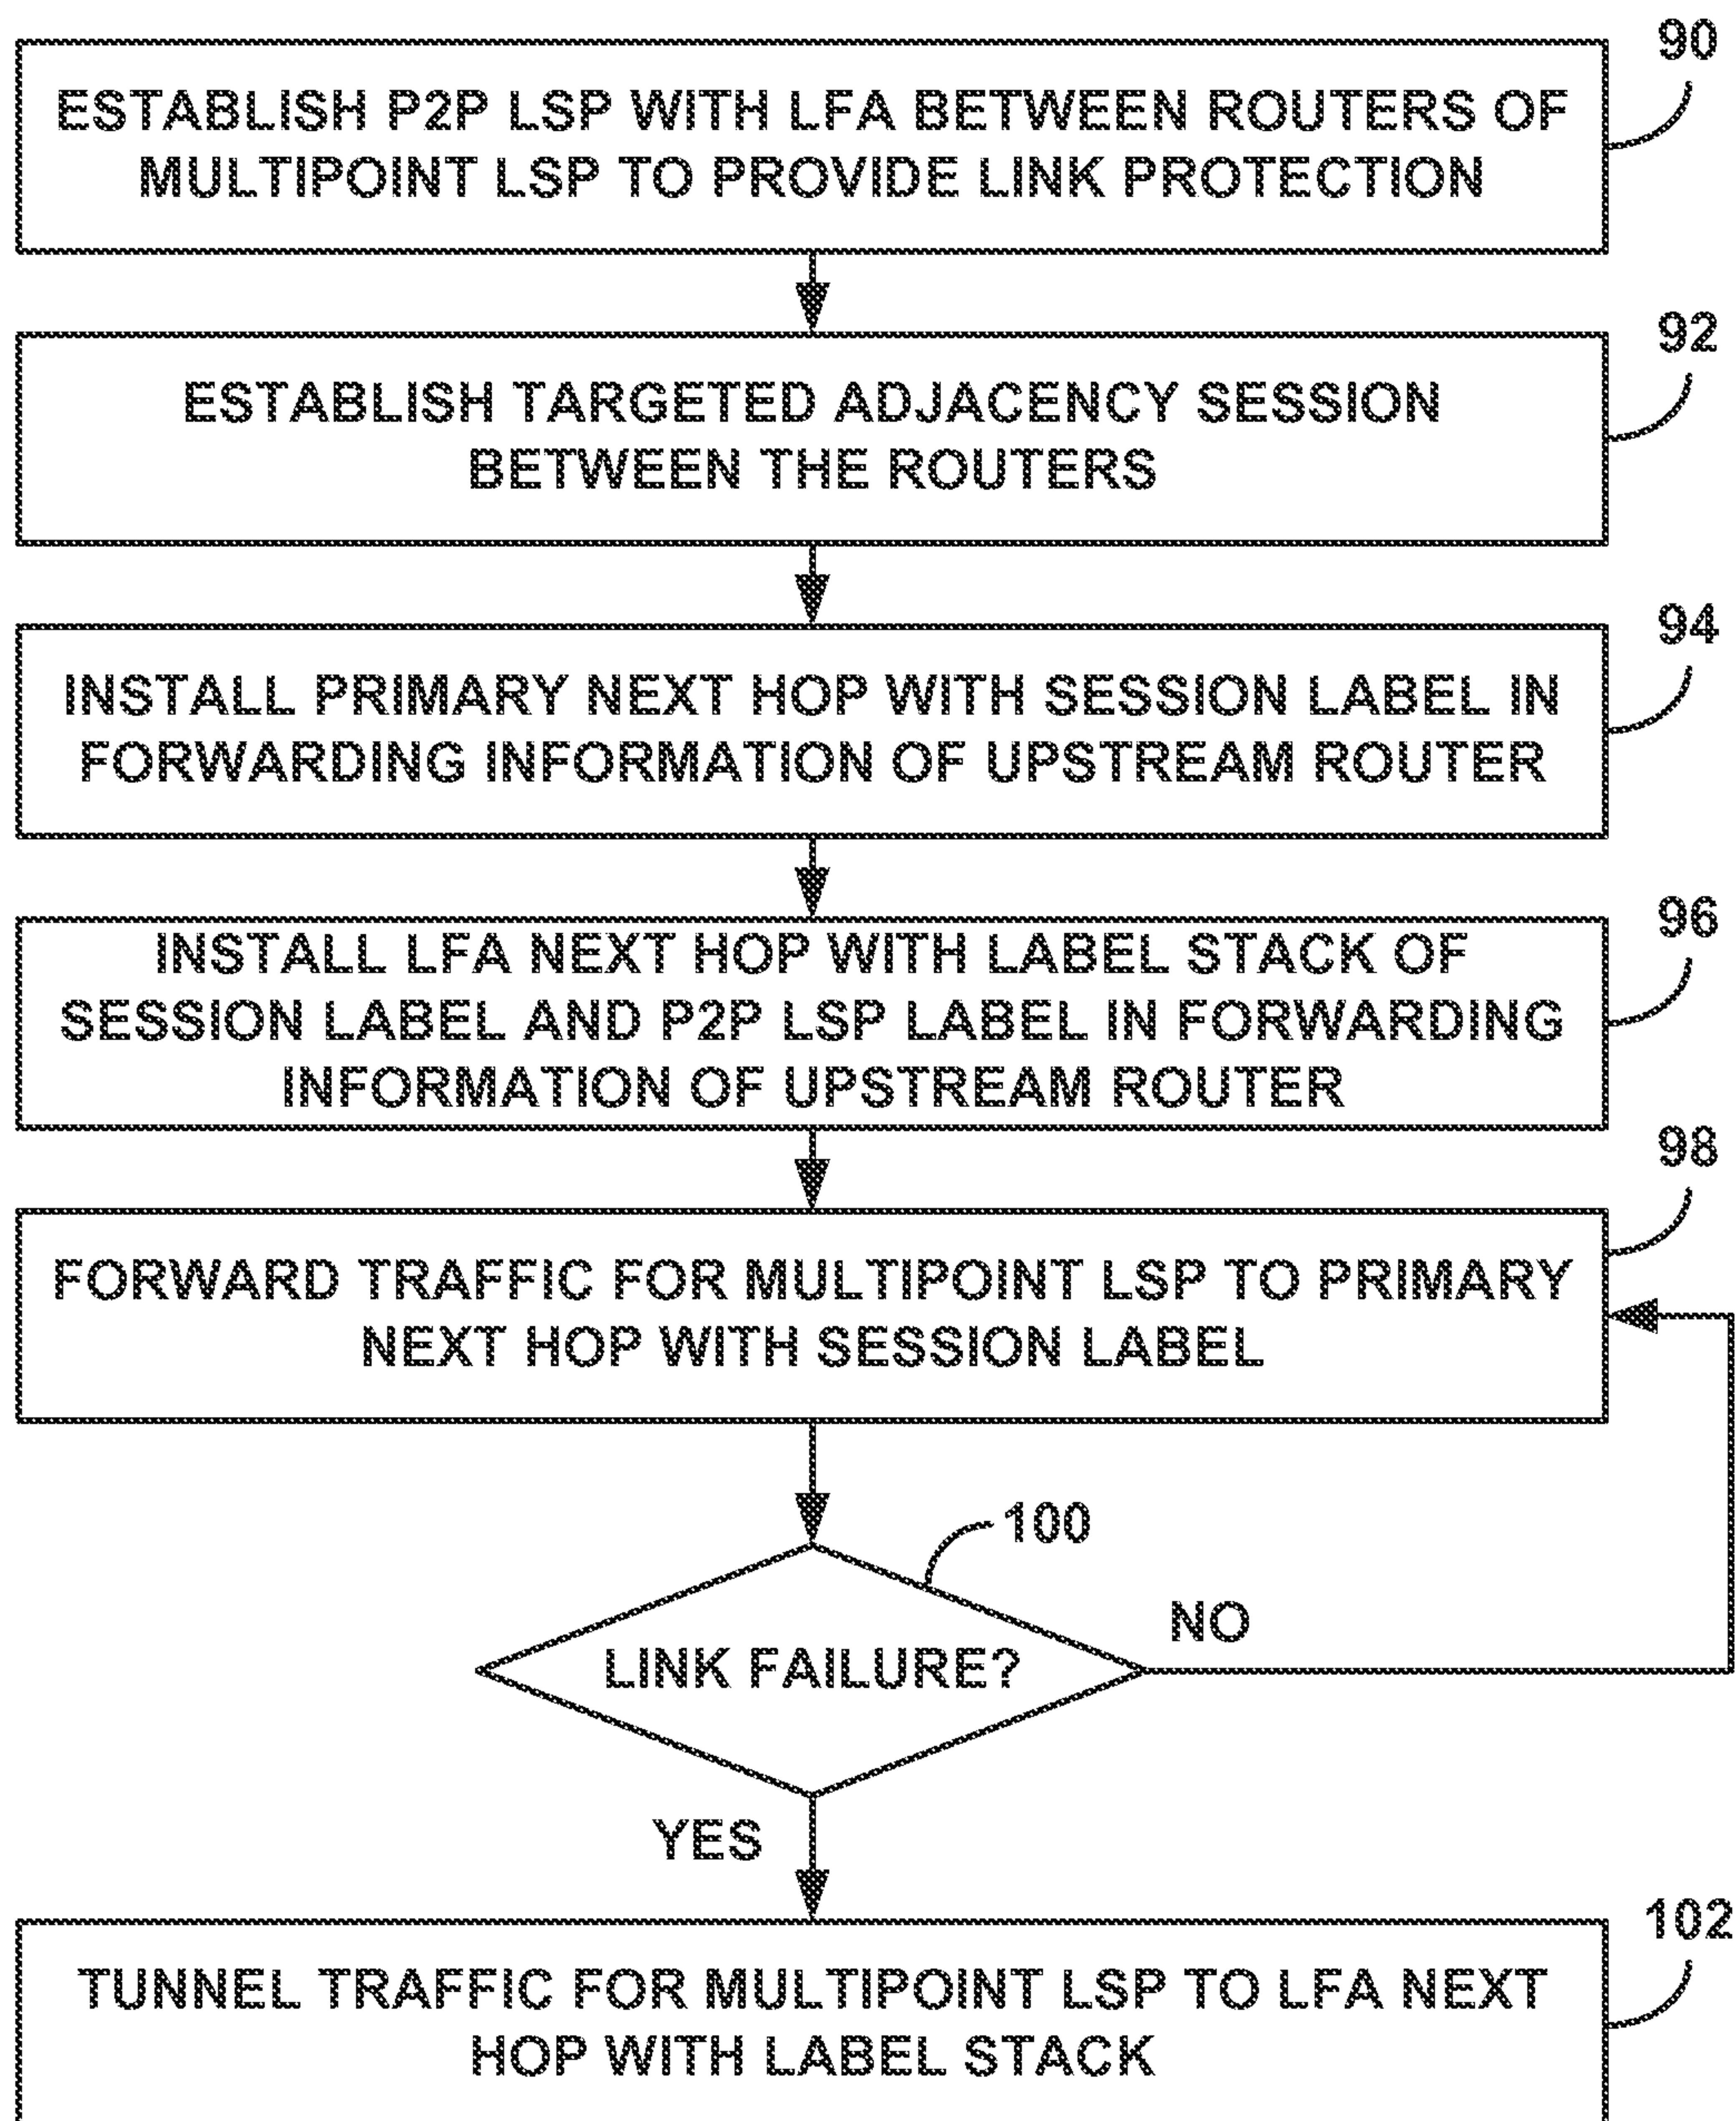 90
ESTABLISH P2P LSP WITH LFA BETWEEN ROUTERS OF
MULTIPOINT LSP TO PROVIDE LINK PROTECTION
92
ESTABLISH TARGETED ADJACENCY SESSION
BETWEEN THE ROUTERS
94
INSTALL PRIMARY NEXT HOP WITH SESSION LABEL IN
FORWARDING INFORMATION OF UPSTREAM ROUTER
96
INSTALL LFA NEXT HOP WITH LABEL STACK OF
SESSION LABEL AND P2P LSP LABEL IN FORWARDING
INFORMATION OF UPSTREAM ROUTER
98
FORWARD TRAFFIC FOR MULTIPOINT LSP TO PRIMARY
NEXT HOP WITH SESSION LABEL
100
NO
LINK FAILURE?
YES
102
TUNNEL TRAFFIC FOR MULTIPOINT LSP TO LFA NEXT
HOP WITH LABEL STACK